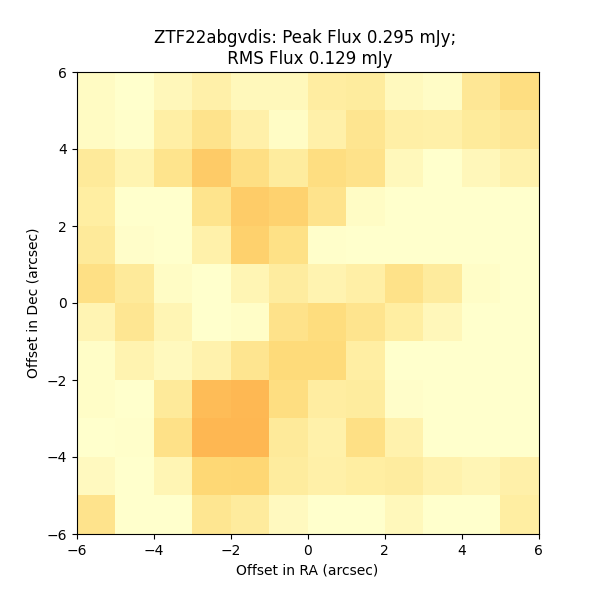 ZTF22abgvdis: Peak Flux 0.295 mJy;
RMS Flux 0.129 mJy
6
4
2
0
−2
−4
−6
Offset in Dec (arcsec)
−6 −4 −2 0 2 4 6
Offset in RA (arcsec)